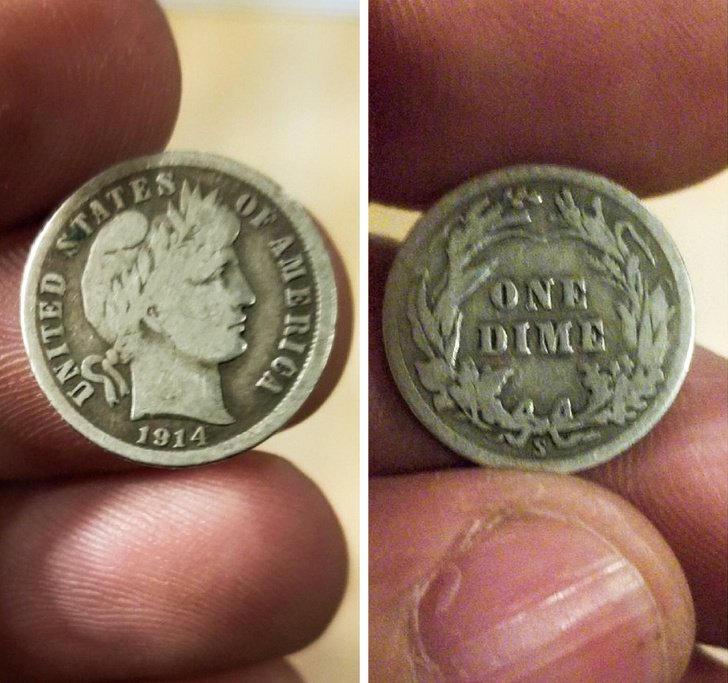 UNITED STATES OF AMERICA
1914
ONE
DIME
S